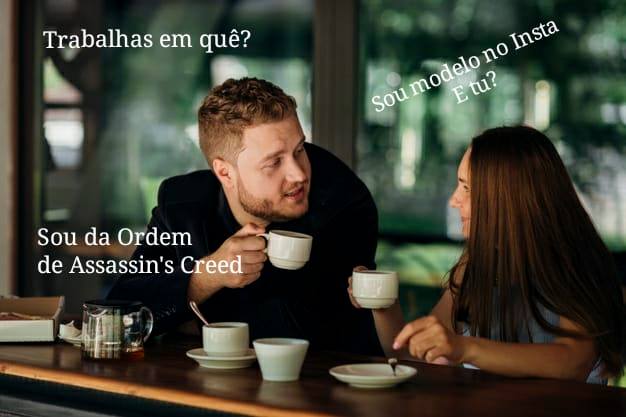 Trabalhas em quê?
Sou modelo no Insta
E tu?
Sou da Ordem
de Assassin's Creed